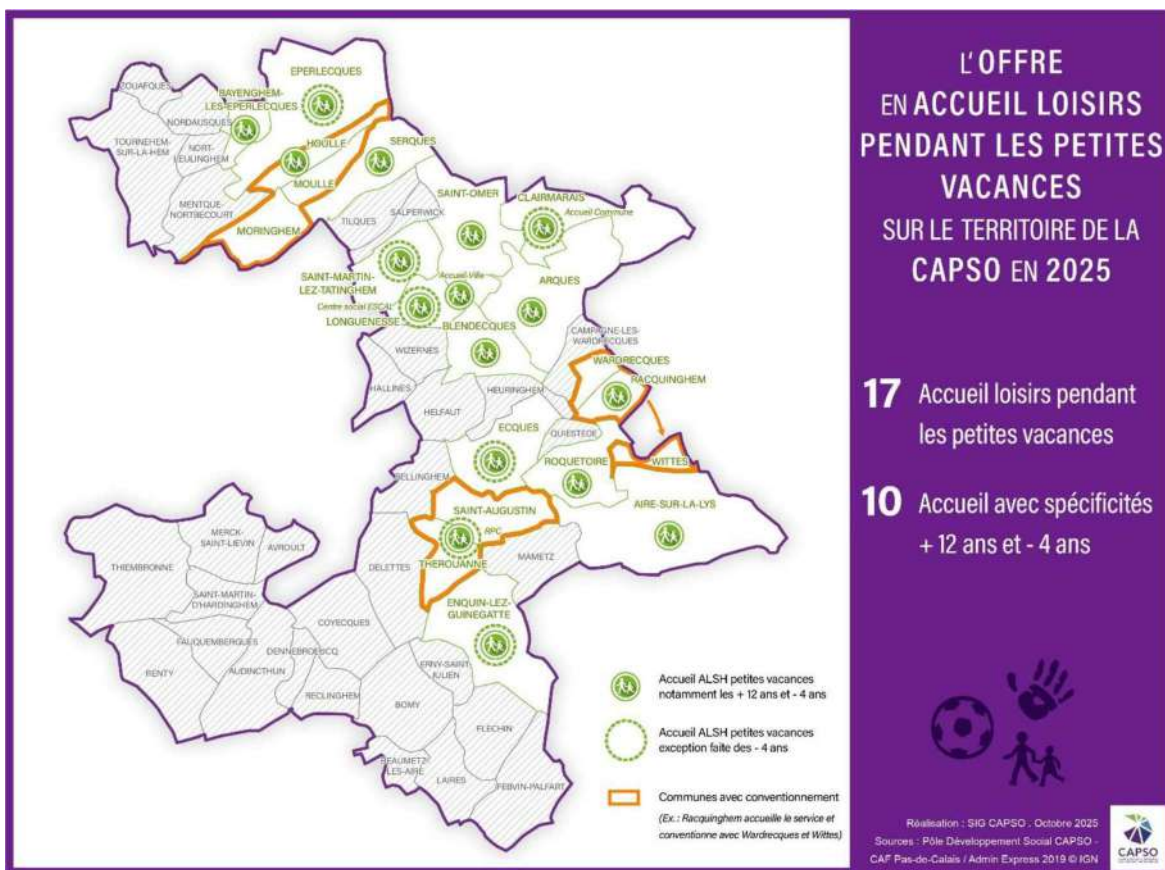 ZOUAFQUES
NORDAUSQUES
TOURNEHEM-
SUR-LA-HEM
NORT-
LEULINGHEM
MENTQUE-
NORTBECOURT
BAYENGHEM-
LES-EPERLECQUES
EPERLECQUES
HOULLE
MOULLE
MORINGHEM
SERQUES
TILQUES
SALPERWICK
SAINT-OMER
CLAIRMARAIS
Accueil Commune
SAINT-MARTIN-
LEZ-TATINGHEM
Accueil Ville
Centre social (ESCAL)
LONGUENESSE
ARQUES
BLENDECQUES
WIZERNES
HALLINES
HELFAUT
HEURINGHEM
CAMPAGNE-LES-
WARDRECQUES
WARDRECQUES
RACQUINGHEM
ECQUES
QUIESTEDE
ROQUETOIRE
WITTES
BELLINGHEM
AIRE-SUR-LA-LYS
SAINT-AUGUSTIN
RPC
THEROUANNE
MAMETZ
DELETTES
ENQUIN-LEZ-
GUINEGATTE
MERCK-
SAINT-LIEVIN
AVROULT
THIEMBRONNE
SAINT-MARTIN-
D'HARDINGHEM
FAUQUEMBERGUES
RENTY
AUDINCTHUN
DENNEBROEUCQ
COYECQUES
RECLINGHEM
ERNY-SAINT-
JULIEN
BOMY
FLECHIN
BEAUMETZ-
LES-AIRE
LAIRES
FEBVIN-PALFART
Accueil ALSH petites vacances
notamment les + 12 ans et - 4 ans
Accueil ALSH petites vacances
exception faite des - 4 ans
Communes avec conventionnement
(Ex. : Racquinghem accueille le service et
conventionne avec Wardrecques et Wittes)
L'OFFRE
EN ACCUEIL LOISIRS
PENDANT LES PETITES
VACANCES
SUR LE TERRITOIRE DE LA
CAPSO EN 2025
17 Accueil loisirs pendant
les petites vacances
10 Accueil avec spécificités
+ 12 ans et - 4 ans
Réalisation : SIG CAPSO . Octobre 2025
Sources : Pôle Développement Social CAPSO -
CAF Pas-de-Calais / Admin Express 2019 © IGN
CAPSO